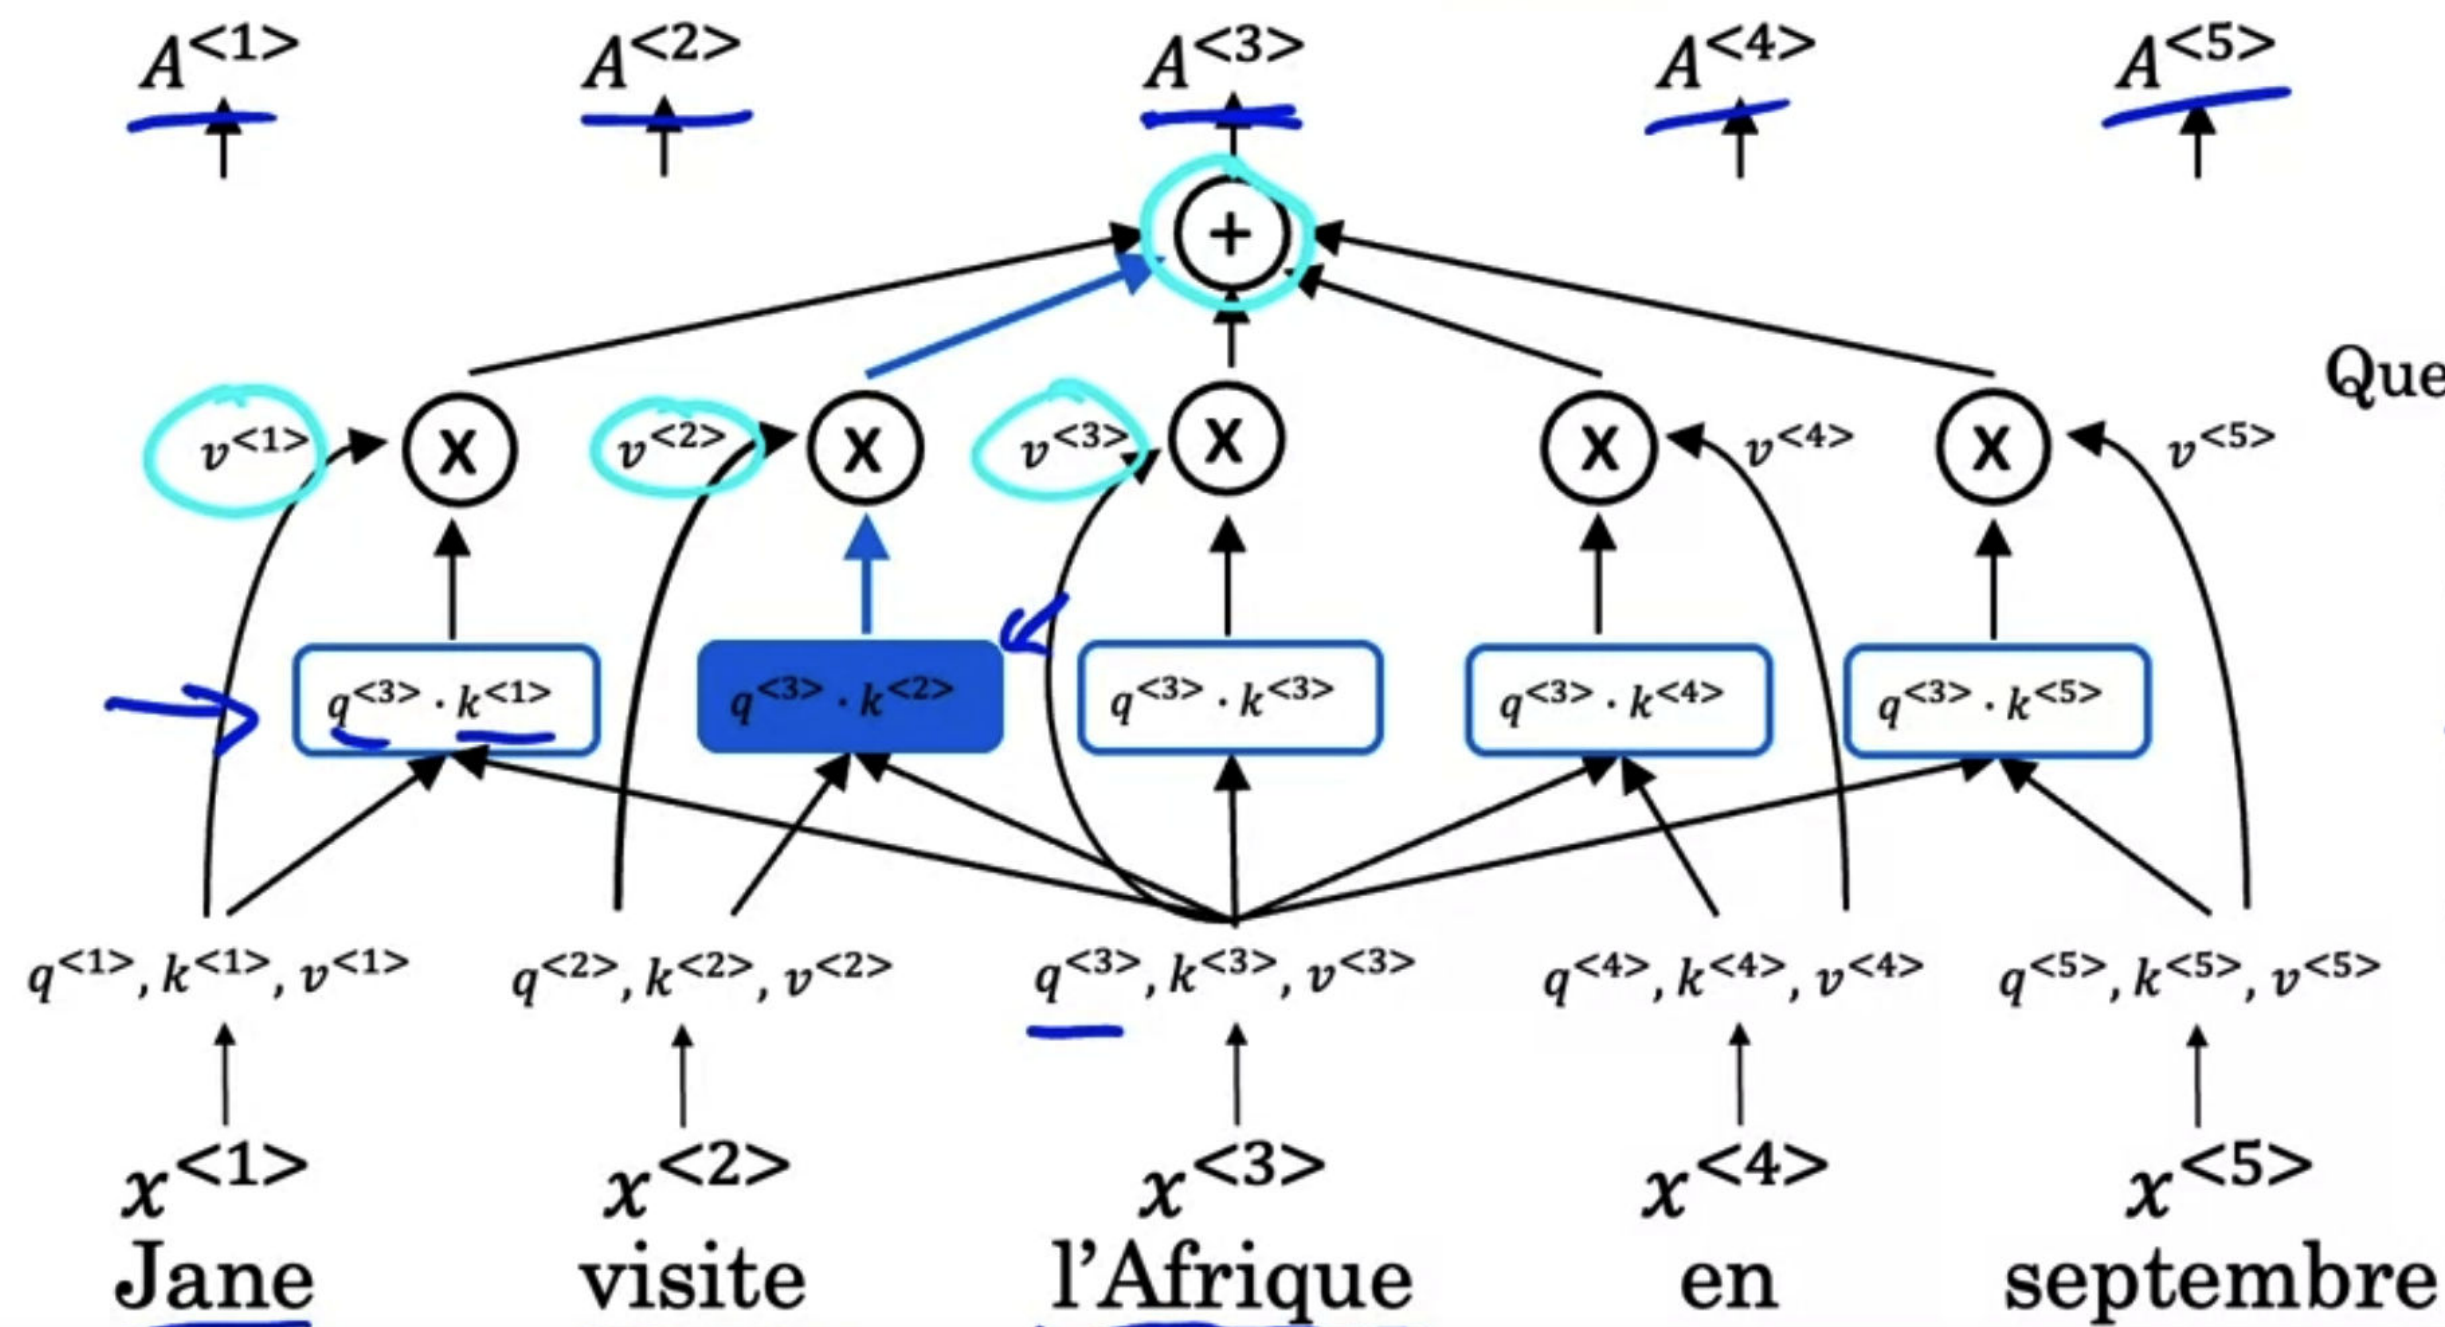 A<1> A<2> A<3> A<4> A<5>
+
Que
v<1> X v<2> X v<3> X X v<4> X v<5>
q<3> · k<1> q<3> · k<2> q<3> · k<3> q<3> · k<4> q<3> · k<5>
q<1>, k<1>, v<1> q<2>, k<2>, v<2> q<3>, k<3>, v<3> q<4>, k<4>, v<4> q<5>, k<5>, v<5>
x<1> x<2> x<3> x<4> x<5>
Jane visite l’Afrique en septembre